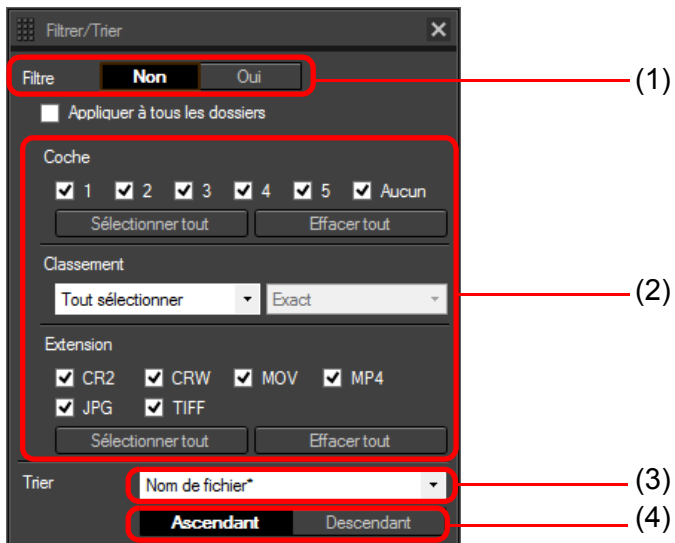 Filtrer/Trier
Filtre Non Oui (1)
Appliquer à tous les dossiers
Coche
1 2 3 4 5 Aucun
Sélectionner tout Effacer tout
Classement
Tout sélectionner Exact (2)
Extension
CR2 CRW MOV MP4
JPG TIFF
Sélectionner tout Effacer tout
Trier Nom de fichier* (3)
Ascendant Descendant (4)